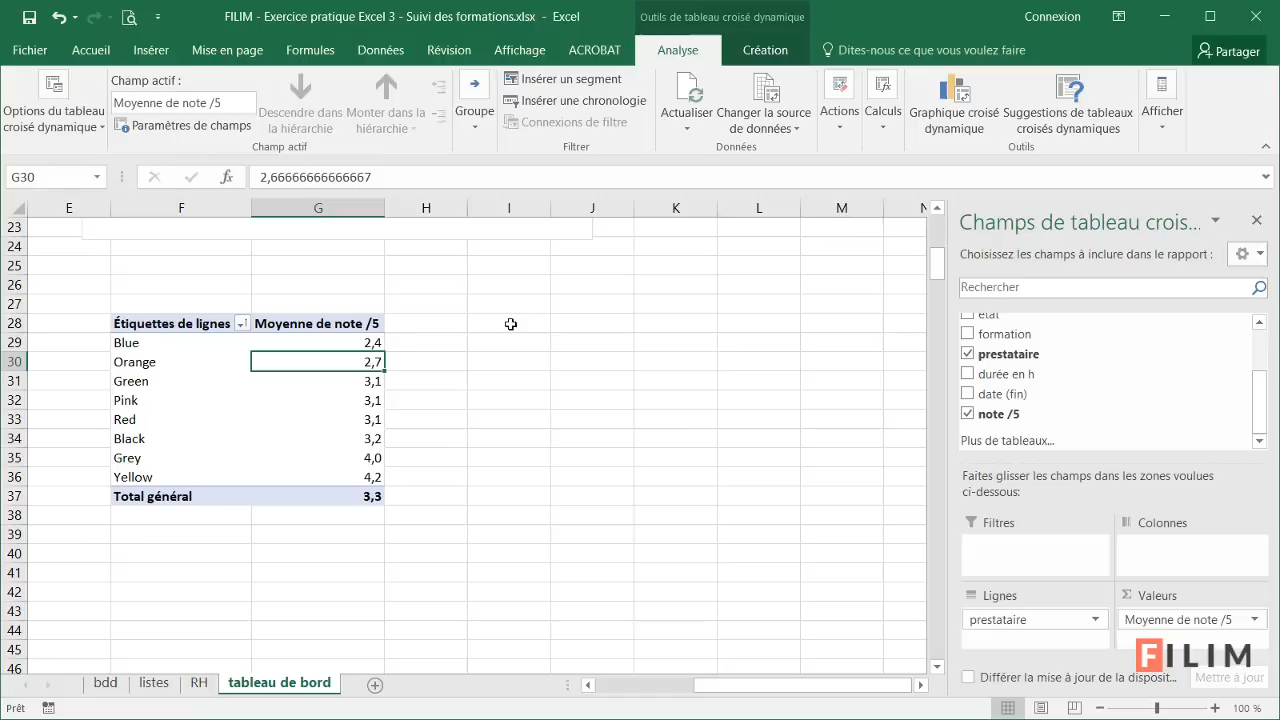 FILIM - Exercice pratique Excel 3 - Suivi des formations.xlsx - Excel
Outils de tableau croisé dynamique
Connexion
Fichier
Accueil
Insérer
Mise en page
Formules
Données
Révision
Affichage
ACROBAT
Analyse
Création
Dites-nous ce que vous voulez faire
Partager
Options du tableau
croisé dynamique
Champ actif :
Moyenne de note /5
Paramètres de champs
Descendre dans
la hiérarchie
Monter dans la
hiérarchie
Champ actif
Groupe
Insérer un segment
Insérer une chronologie
Connexions de filtre
Filtrer
Actualiser
Changer la source
de données
Données
Actions
Calculs
Graphique croisé
dynamique
Suggestions de tableaux
croisés dynamiques
Outils
Afficher
G30
fx
2,66666666666667
E F G H I J K L M N
23
24
25
26
27
28 Étiquettes de lignes Moyenne de note /5
29 Blue 2,4
30 Orange 2,7
31 Green 3,1
32 Pink 3,1
33 Red 3,1
34 Black 3,2
35 Grey 4,0
36 Yellow 4,2
37 Total général 3,3
38
39
40
41
42
43
44
45
46
Champs de tableau crois...
Choisissez les champs à inclure dans le rapport :
Rechercher
état
formation
prestataire
durée en h
date (fin)
note /5
Plus de tableaux...
Faites glisser les champs dans les zones voulues
ci-dessous:
Filtres
Colonnes
Lignes
Σ Valeurs
prestataire
Moyenne de note /5
FILIM
Différer la mise à jour de la disposit...
Mettre à jour
bdd
listes
RH
tableau de bord
Prêt
100 %